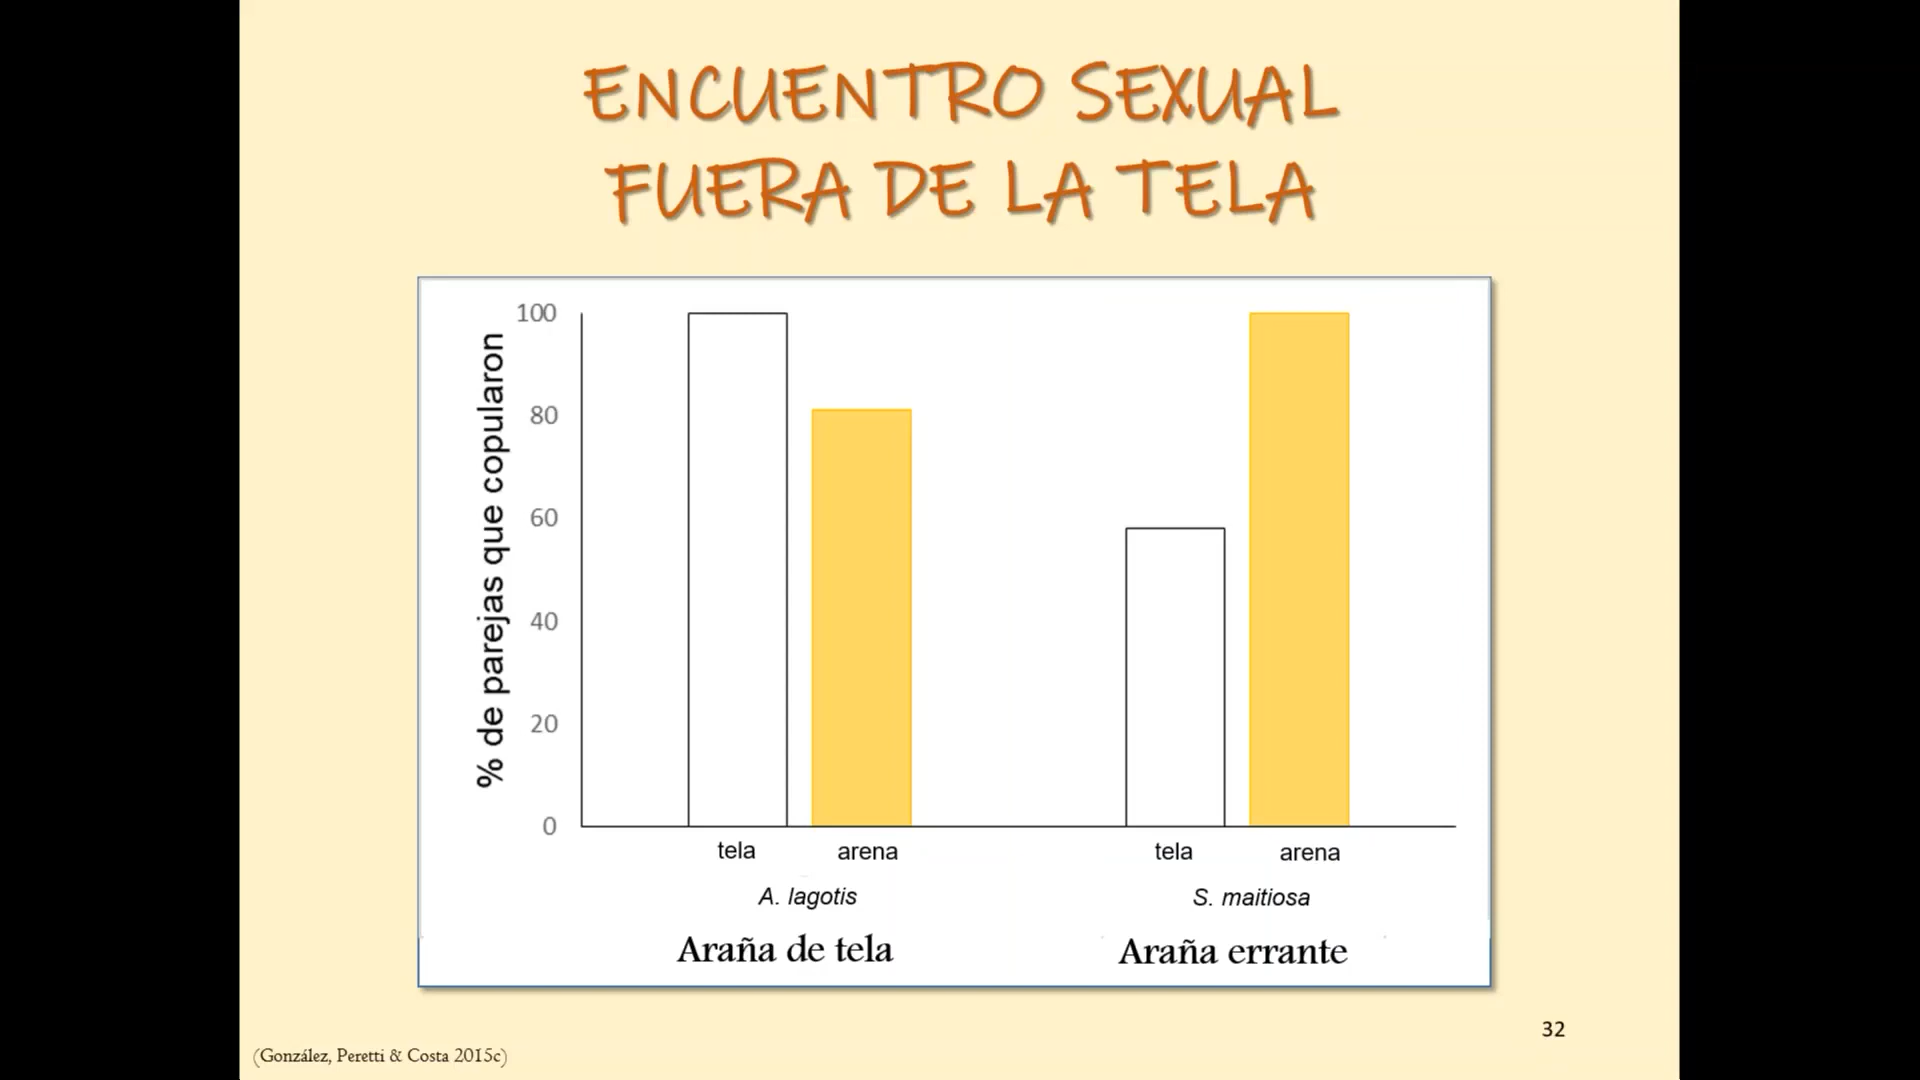 ENCUENTRO SEXUAL
FUERA DE LA TELA
% de parejas que copularon
100
80
60
40
20
0
tela arena tela arena
A. lagotis S. maitiosa
Araña de tela Araña errante
32
(González, Peretti & Costa 2015c)